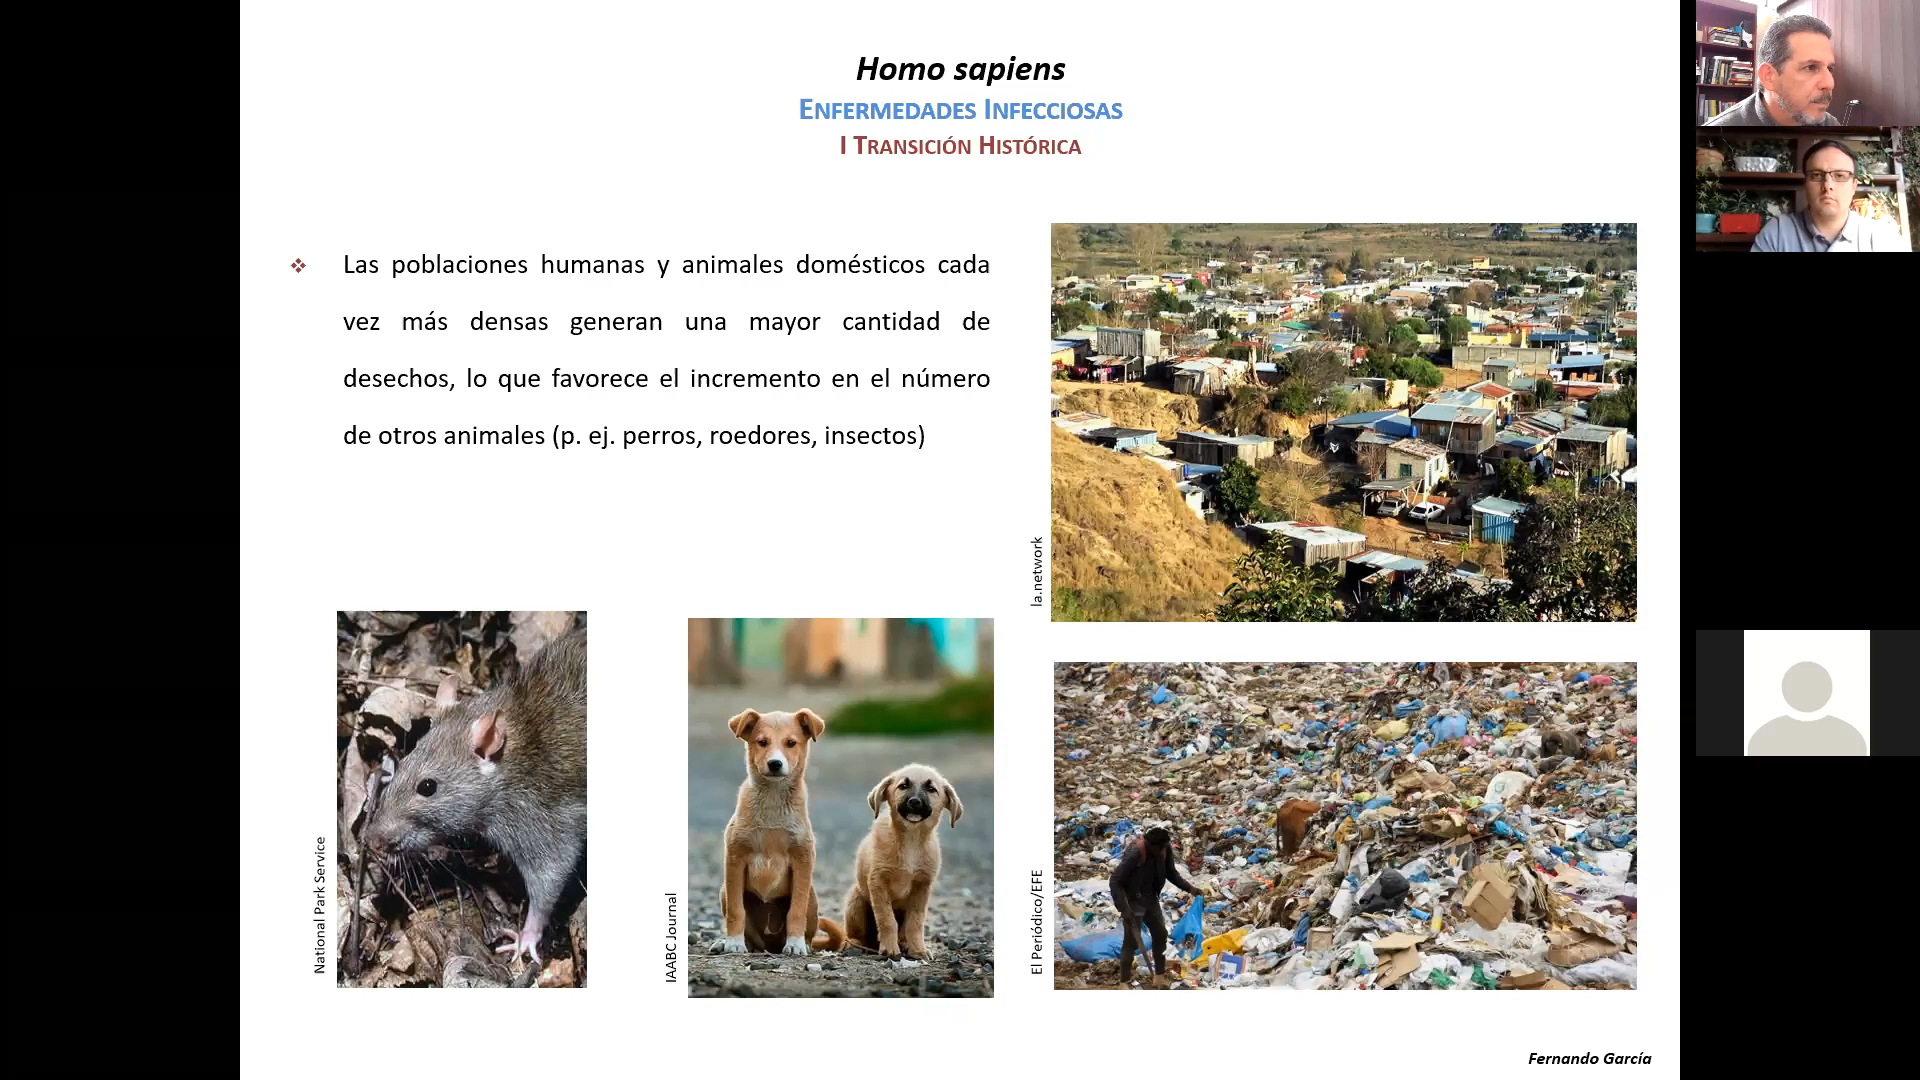 Homo sapiens
ENFERMEDADES INFECCIOSAS
I TRANSICIÓN HISTÓRICA
Las poblaciones humanas y animales domésticos cada
vez más densas generan una mayor cantidad de
desechos, lo que favorece el incremento en el número
de otros animales (p. ej. perros, roedores, insectos)
la.network
National Park Service
IAABC Journal
El Periódico/EFE
Fernando García